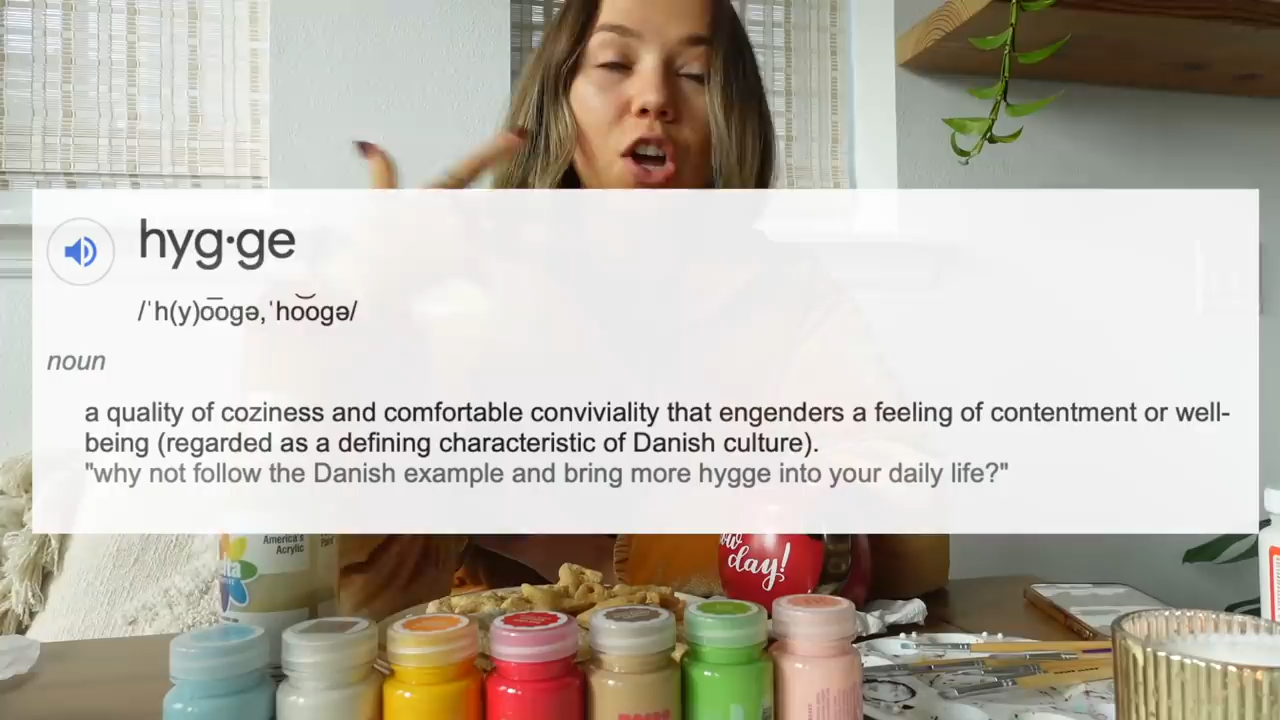 hyg·ge
/ˈh(y)o͞oɡə,ˈho͝oɡə/
noun
a quality of coziness and comfortable conviviality that engenders a feeling of contentment or well-
being (regarded as a defining characteristic of Danish culture).
"why not follow the Danish example and bring more hygge into your daily life?"
America's
Acrylic
day!